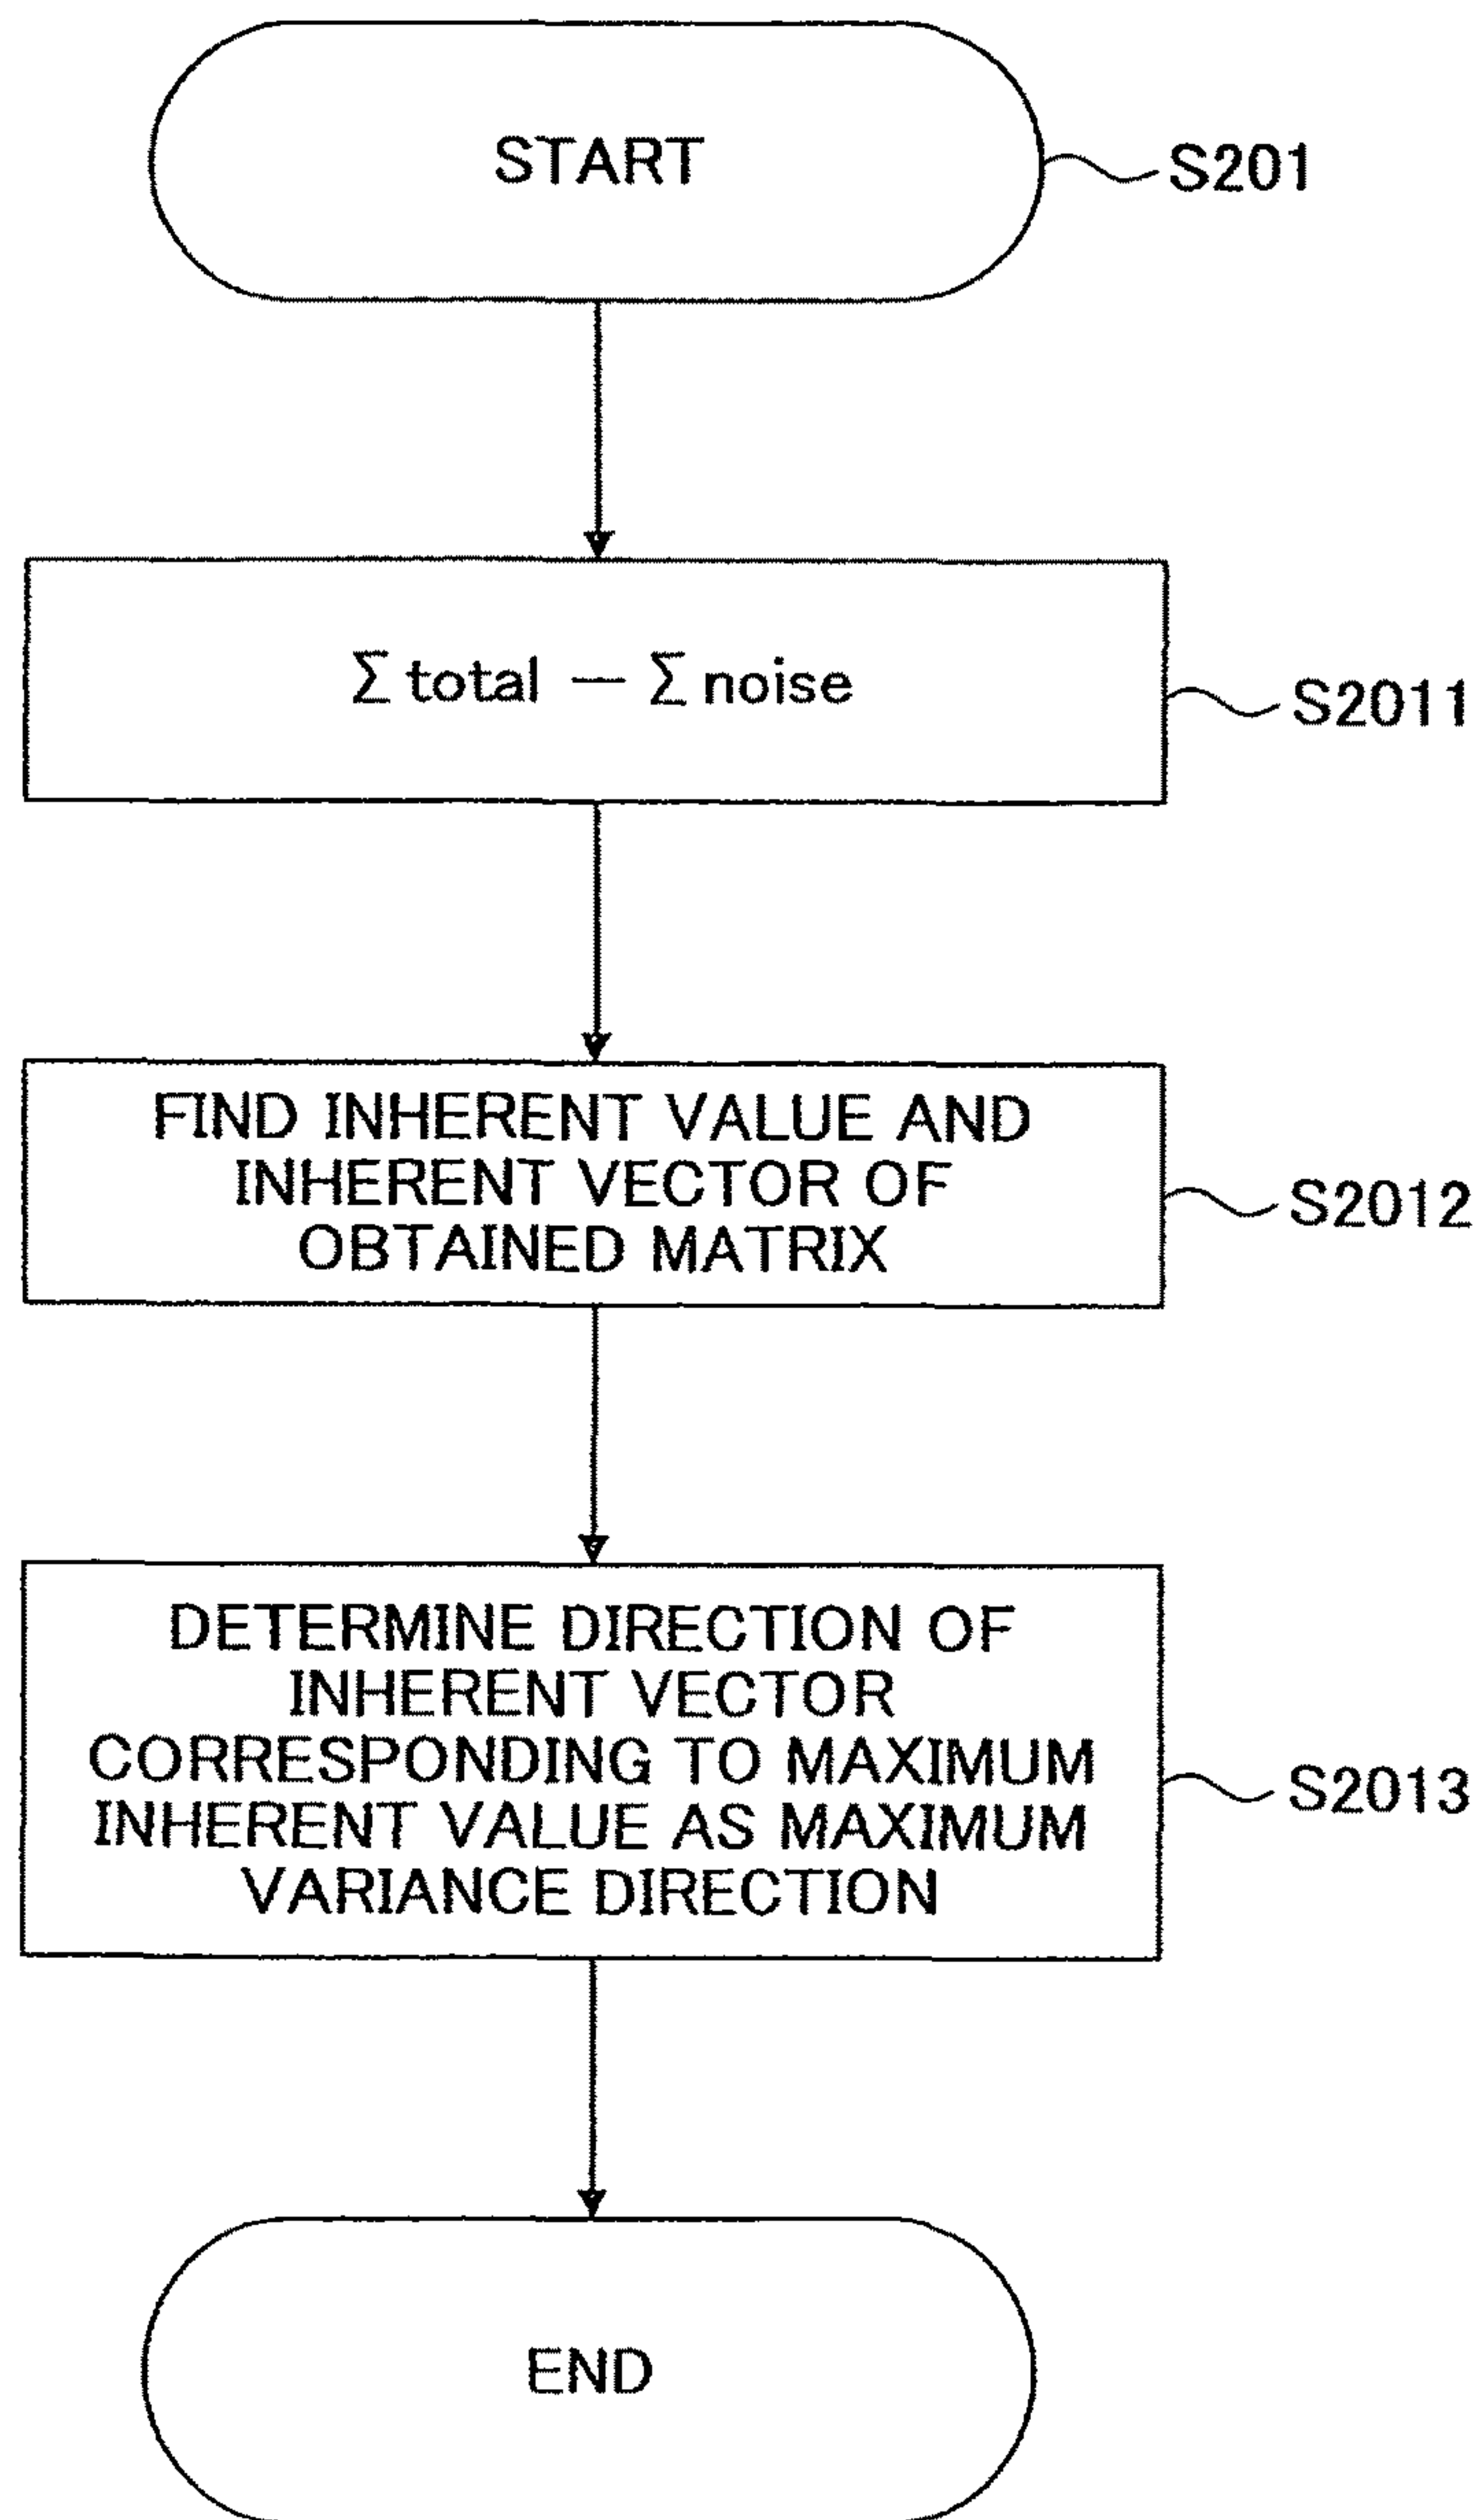 START
S201
Σ total － Σ noise
S2011
FIND INHERENT VALUE AND
INHERENT VECTOR OF
OBTAINED MATRIX
S2012
DETERMINE DIRECTION OF
INHERENT VECTOR
CORRESPONDING TO MAXIMUM
INHERENT VALUE AS MAXIMUM
VARIANCE DIRECTION
S2013
END